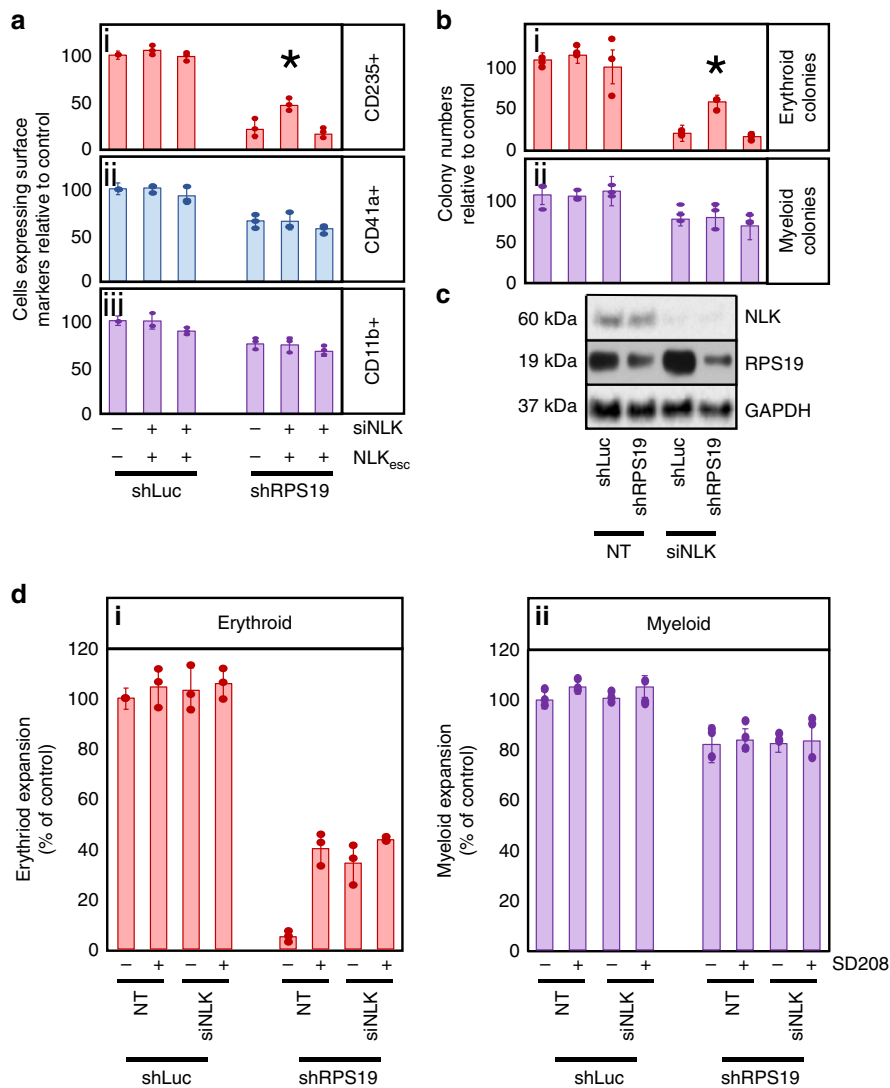 a
i
100
50
0
*
CD235+
ii
100
50
0
CD41a+
iii
100
50
0
CD11b+
Cells expressing surface
markers relative to control
– + + – + + siNLK
– + + – + + NLKesc
shLuc shRPS19
b
i
100
50
0
*
Erythroid
colonies
ii
100
50
0
Myeloid
colonies
Colony numbers
relative to control
c
60 kDa NLK
19 kDa RPS19
37 kDa GAPDH
shLuc shRPS19 shLuc shRPS19
NT siNLK
d
i Erythroid
120
100
80
60
40
20
0
Erythriod expansion
(% of control)
– + – + – + – +
NT siNLK NT siNLK
shLuc shRPS19
ii Myeloid
120
100
80
60
40
20
0
Myeloid expansion
(% of control)
– + – + – + – + SD208
NT siNLK NT siNLK
shLuc shRPS19